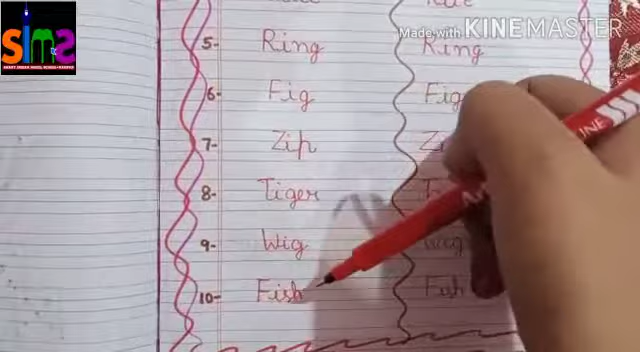 sims
Made with KINEMASTER
5- Ring Ring
6- Fig Fig
7- Zip
8- Tiger
9- Wig Wig
10- Fish Fish